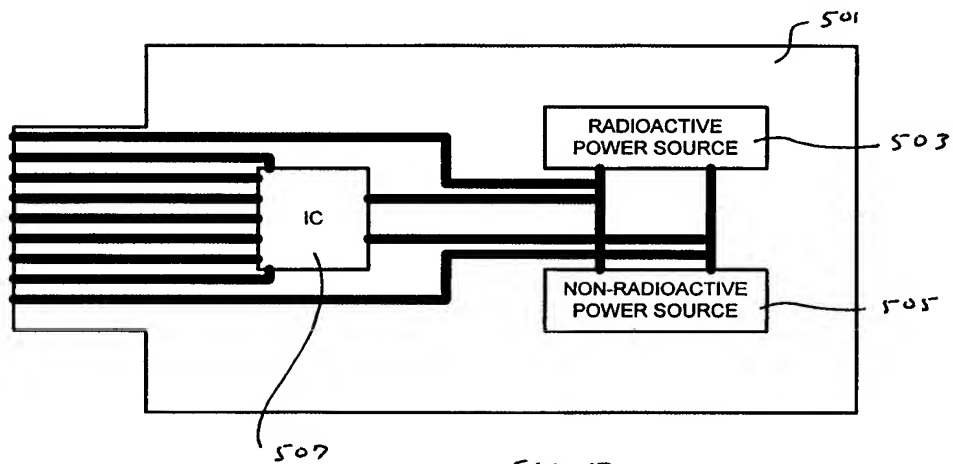 501
RADIOACTIVE
POWER SOURCE
503
IC
NON-RADIOACTIVE
POWER SOURCE
505
507